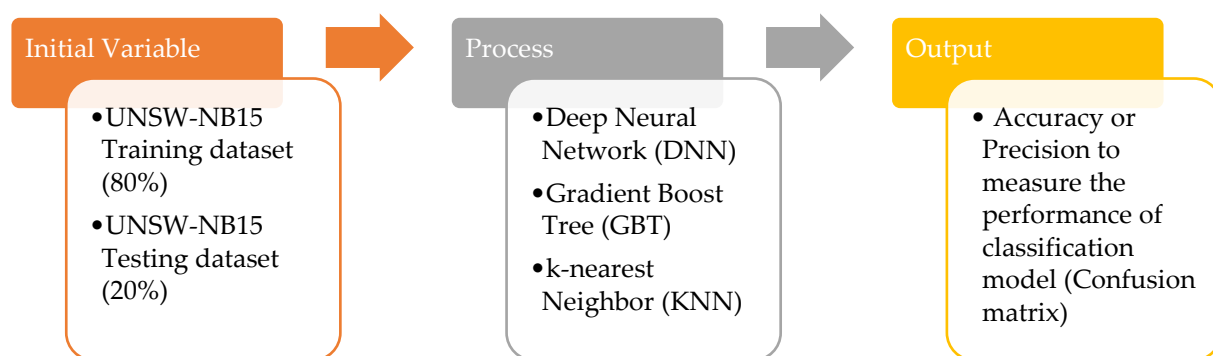 Initial Variable
•UNSW-NB15
Training dataset
(80%)
•UNSW-NB15
Testing dataset
(20%)
Process
•Deep Neural
Network (DNN)
•Gradient Boost
Tree (GBT)
•k-nearest
Neighbor (KNN)
Output
• Accuracy or
Precision to
measure the
performance of
classification
model (Confusion
matrix)